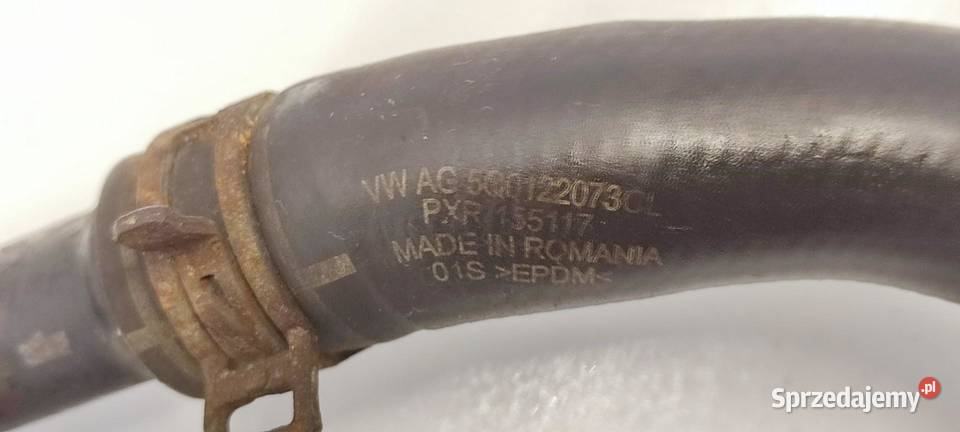 VW AG 5Q0122073CL
PXR 155117
MADE IN ROMANIA
01S >EPDM<
Sprzedajemy.pl